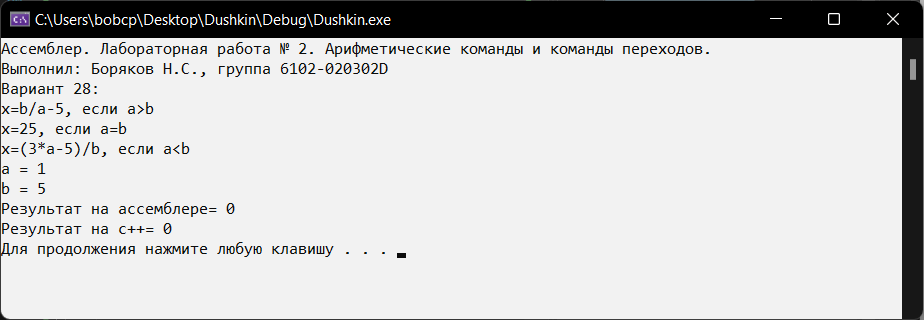 C:\Users\bobcp\Desktop\Dushkin\Debug\Dushkin.exe
Ассемблер. Лабораторная работа № 2. Арифметические команды и команды переходов.
Выполнил: Боряков Н.С., группа 6102-020302D
Вариант 28:
x=b/a-5, если a>b
x=25, если a=b
x=(3*a-5)/b, если a<b
a = 1
b = 5
Результат на ассемблере= 0
Результат на с++= 0
Для продолжения нажмите любую клавишу . . .